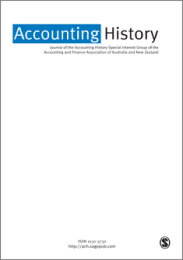 Accounting History
Journal of the Accounting History Special Interest Group of the
Accounting and Finance Association of Australia and New Zealand
ISSN 1032-3732
http://ach.sagepub.com